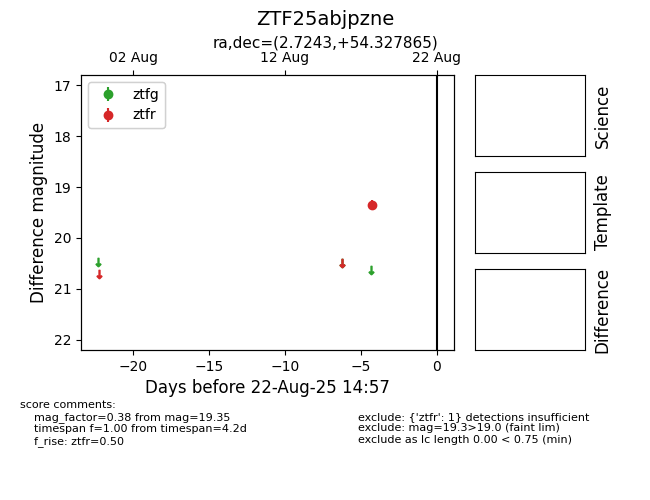 ZTF25abjpzne
ra,dec=(2.7243,+54.327865)
02 Aug 12 Aug 22 Aug
ztfg
ztfr
17
18
19
20
21
22
Difference magnitude
−20 −15 −10 −5 0
Days before 22-Aug-25 14:57
Science
Template
Difference
score comments:
mag_factor=0.38 from mag=19.35
timespan f=1.00 from timespan=4.2d
f_rise: ztfr=0.50
exclude: {'ztfr': 1} detections insufficient
exclude: mag=19.3>19.0 (faint lim)
exclude as lc length 0.00 < 0.75 (min)